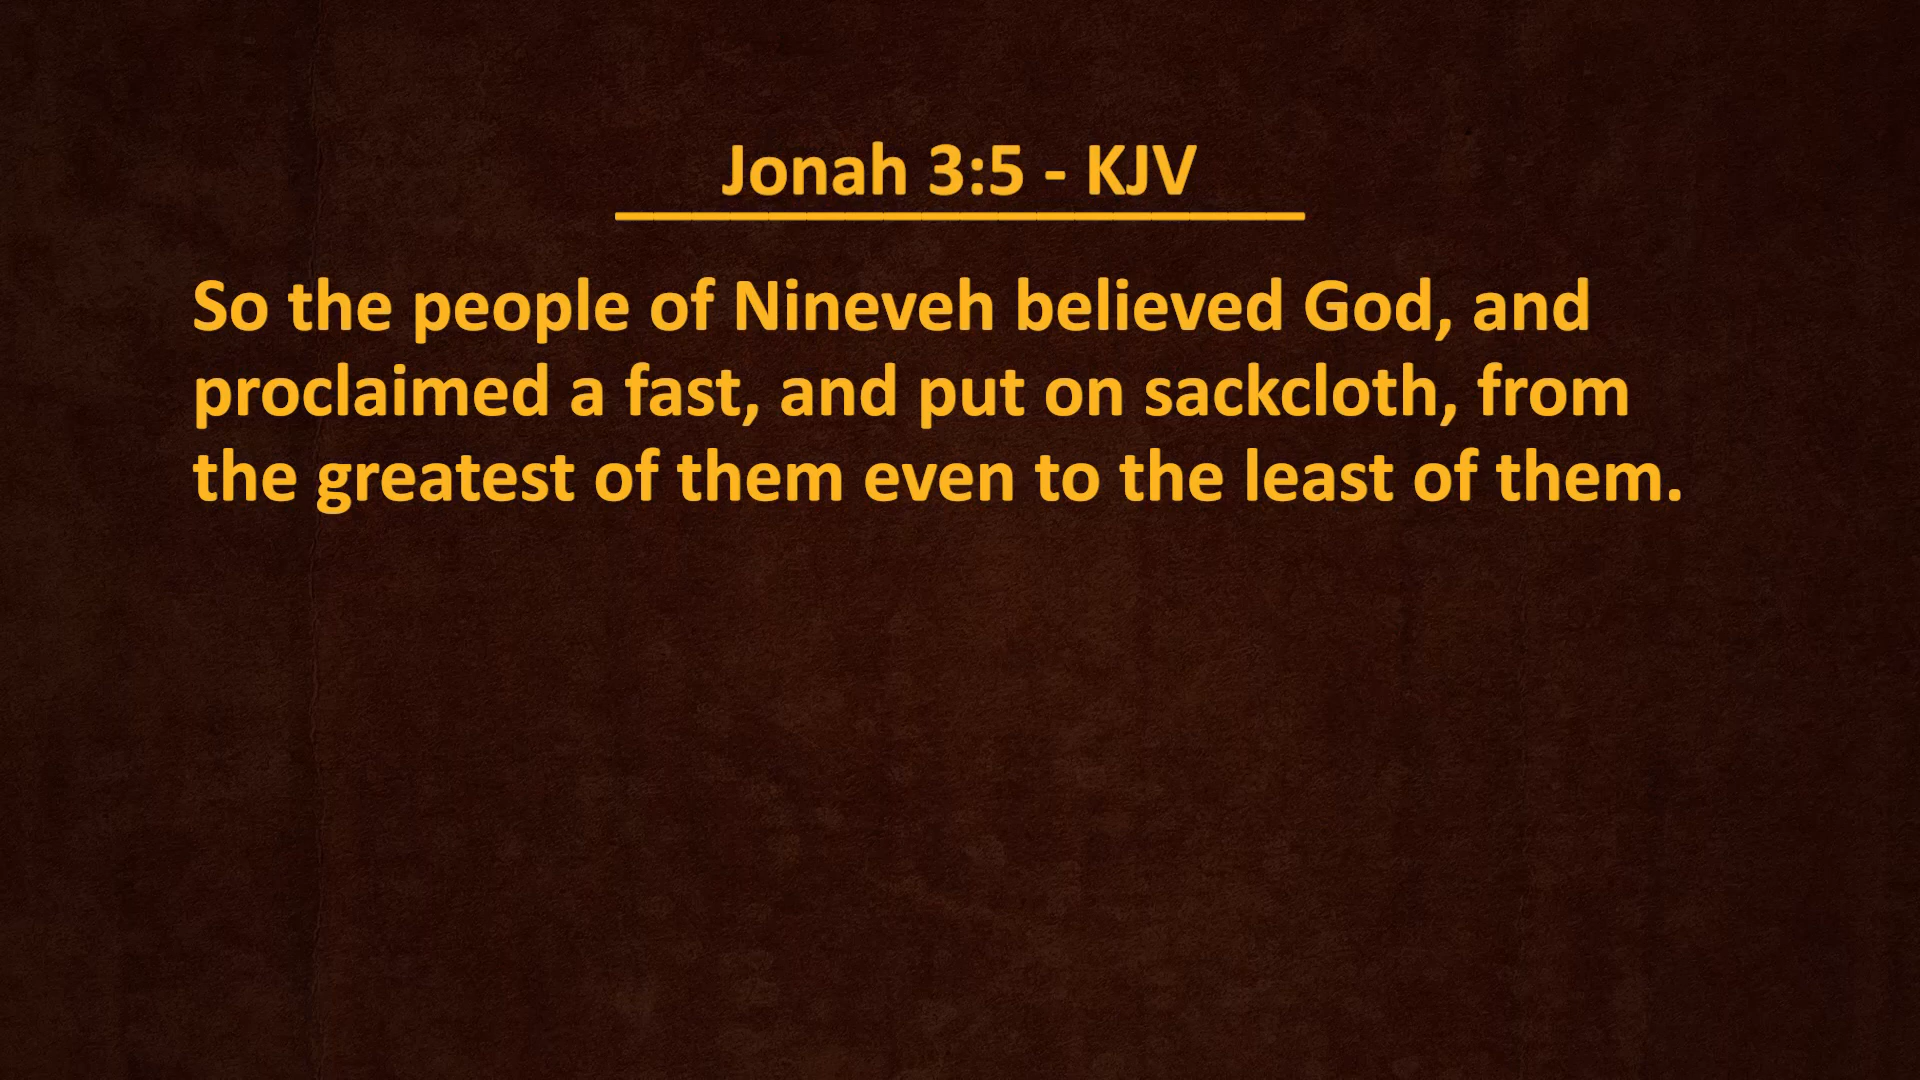 Jonah 3:5 - KJV
So the people of Nineveh believed God, and
proclaimed a fast, and put on sackcloth, from
the greatest of them even to the least of them.